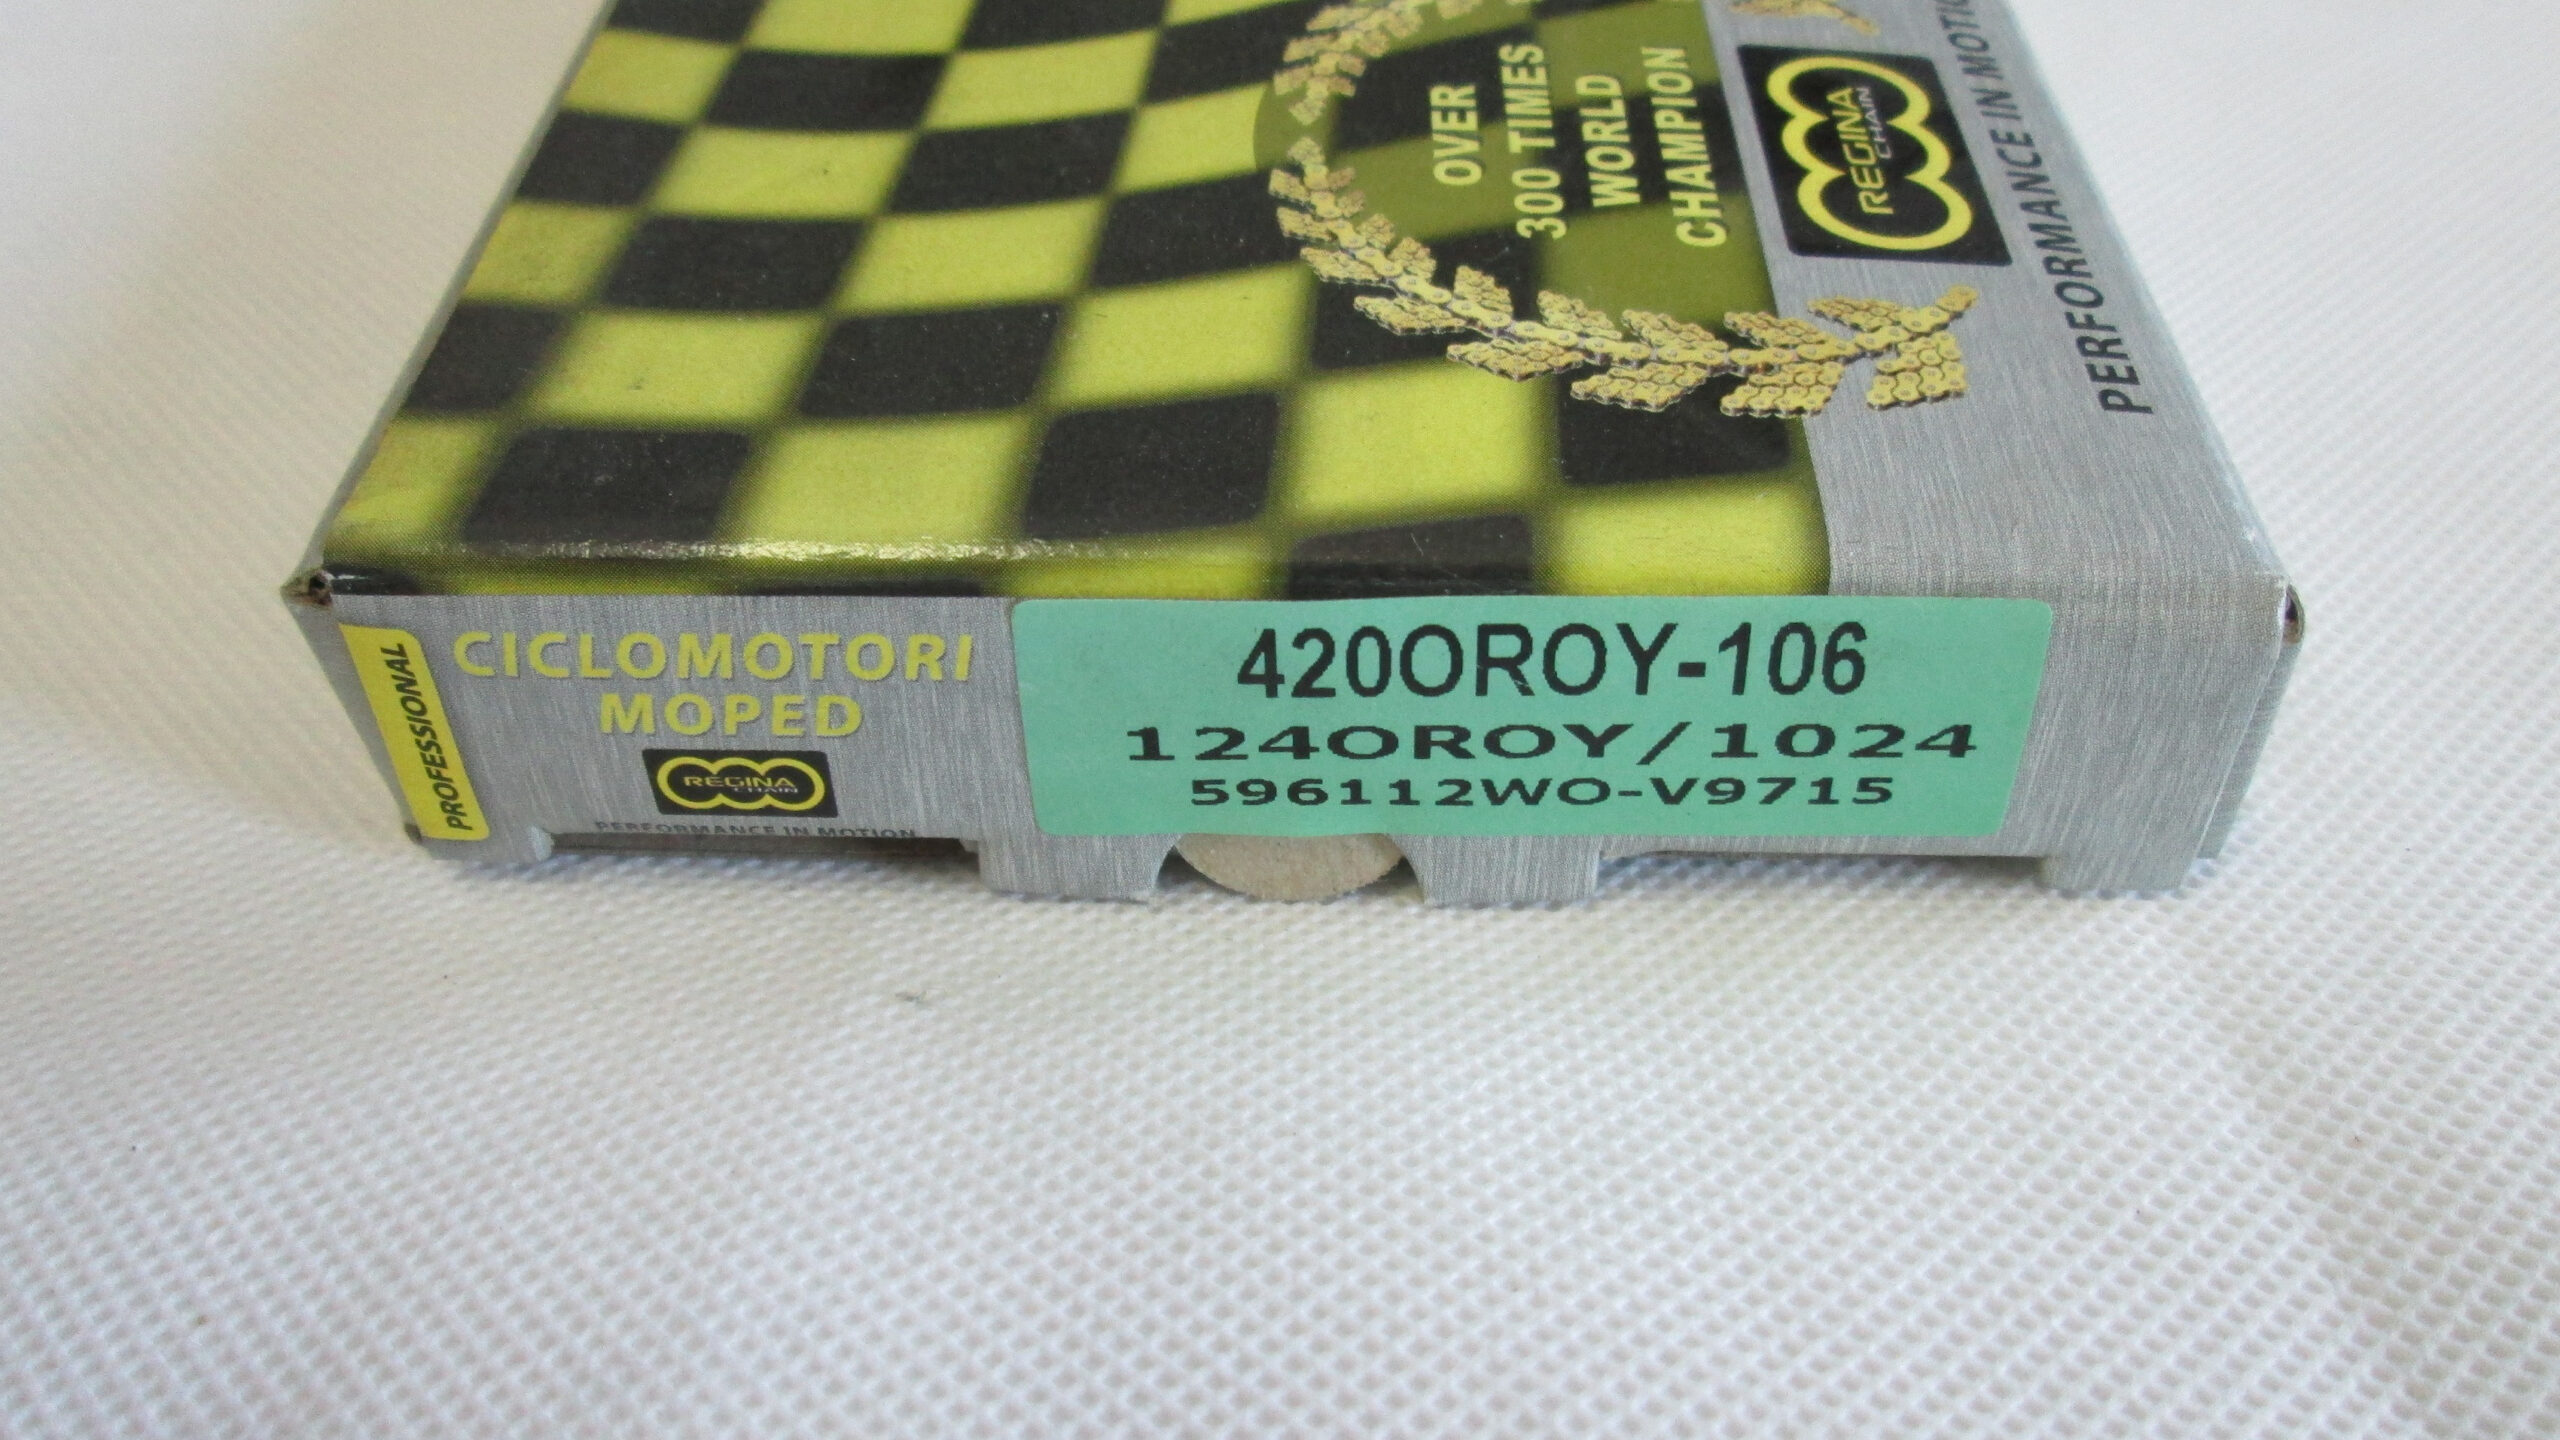 OVER
300 TIMES
WORLD
CHAMPION
REGINA
CHAIN
PERFORMANCE IN
PROFESSIONAL
CICLOMOTORI
MOPED
REGINA
CHAIN
PERFORMANCE IN MOTION
420OROY-106
124OROY/1024
596112WO-V9715